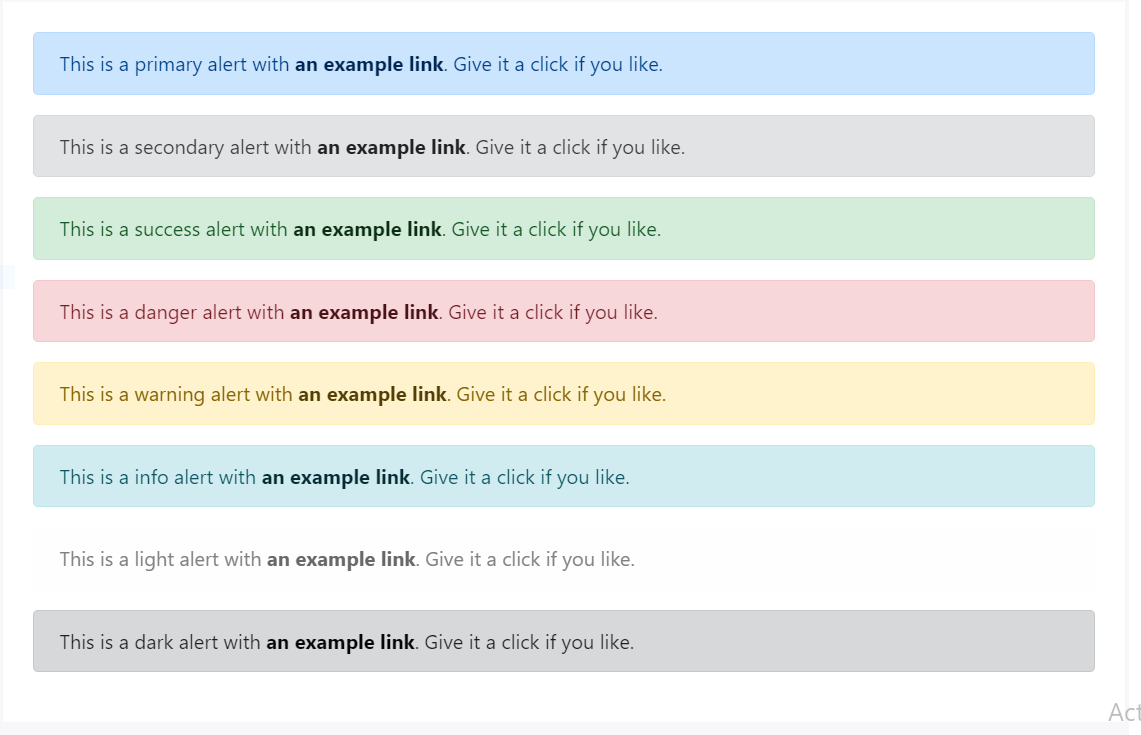 This is a primary alert with an example link. Give it a click if you like.
This is a secondary alert with an example link. Give it a click if you like.
This is a success alert with an example link. Give it a click if you like.
This is a danger alert with an example link. Give it a click if you like.
This is a warning alert with an example link. Give it a click if you like.
This is a info alert with an example link. Give it a click if you like.
This is a light alert with an example link. Give it a click if you like.
This is a dark alert with an example link. Give it a click if you like.
Act